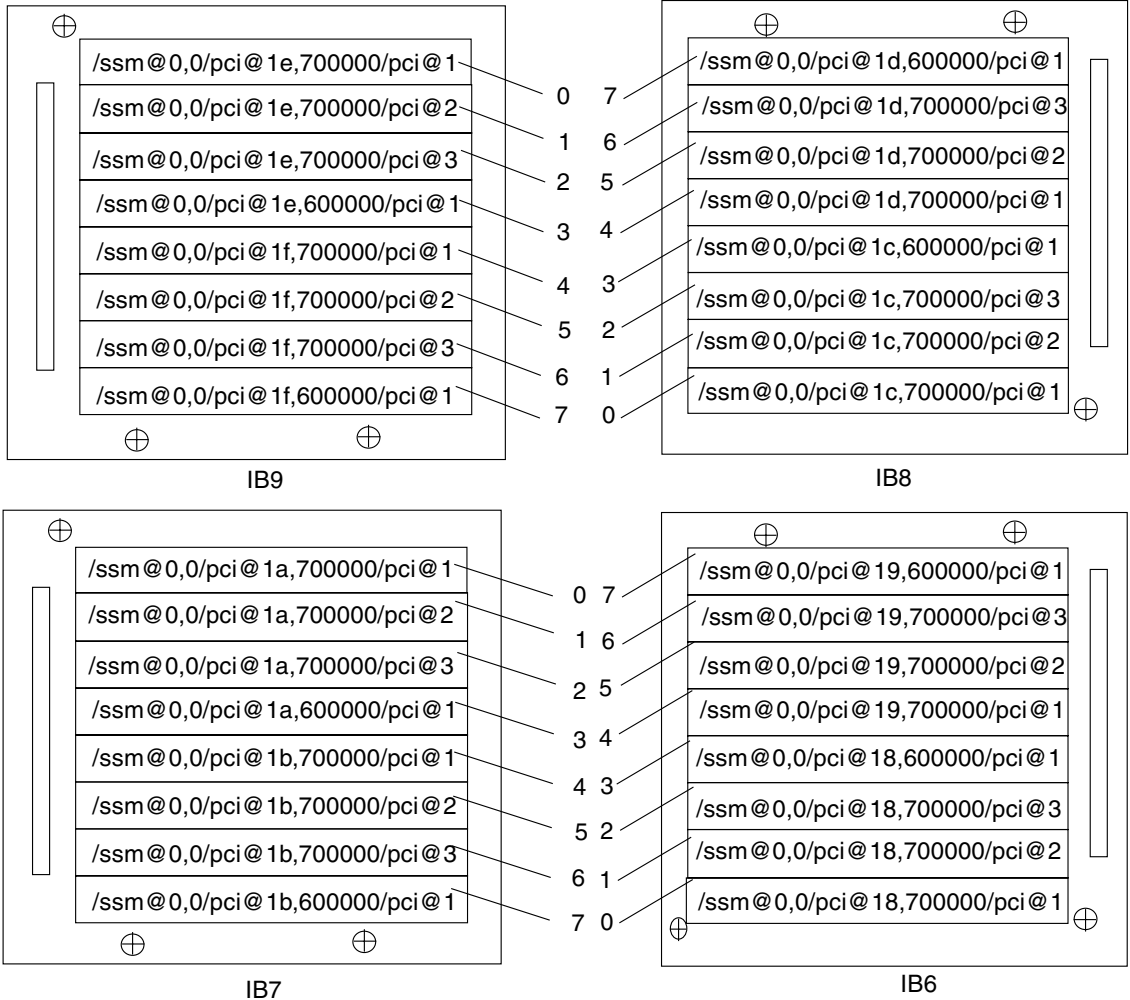 /ssm@0,0/pci@1e,700000/pci@1
/ssm@0,0/pci@1e,700000/pci@2
/ssm@0,0/pci@1e,700000/pci@3
/ssm@0,0/pci@1e,600000/pci@1
/ssm@0,0/pci@1f,700000/pci@1
/ssm@0,0/pci@1f,700000/pci@2
/ssm@0,0/pci@1f,700000/pci@3
/ssm@0,0/pci@1f,600000/pci@1
0
1
2
3
4
5
6
7
IB9
7
6
5
4
3
2
1
0
/ssm@0,0/pci@1d,600000/pci@1
/ssm@0,0/pci@1d,700000/pci@3
/ssm@0,0/pci@1d,700000/pci@2
/ssm@0,0/pci@1d,700000/pci@1
/ssm@0,0/pci@1c,600000/pci@1
/ssm@0,0/pci@1c,700000/pci@3
/ssm@0,0/pci@1c,700000/pci@2
/ssm@0,0/pci@1c,700000/pci@1
IB8
/ssm@0,0/pci@1a,700000/pci@1
/ssm@0,0/pci@1a,700000/pci@2
/ssm@0,0/pci@1a,700000/pci@3
/ssm@0,0/pci@1a,600000/pci@1
/ssm@0,0/pci@1b,700000/pci@1
/ssm@0,0/pci@1b,700000/pci@2
/ssm@0,0/pci@1b,700000/pci@3
/ssm@0,0/pci@1b,600000/pci@1
0
1
2
3
4
5
6
7
IB7
7
6
5
4
3
2
1
0
/ssm@0,0/pci@19,600000/pci@1
/ssm@0,0/pci@19,700000/pci@3
/ssm@0,0/pci@19,700000/pci@2
/ssm@0,0/pci@19,700000/pci@1
/ssm@0,0/pci@18,600000/pci@1
/ssm@0,0/pci@18,700000/pci@3
/ssm@0,0/pci@18,700000/pci@2
/ssm@0,0/pci@18,700000/pci@1
IB6